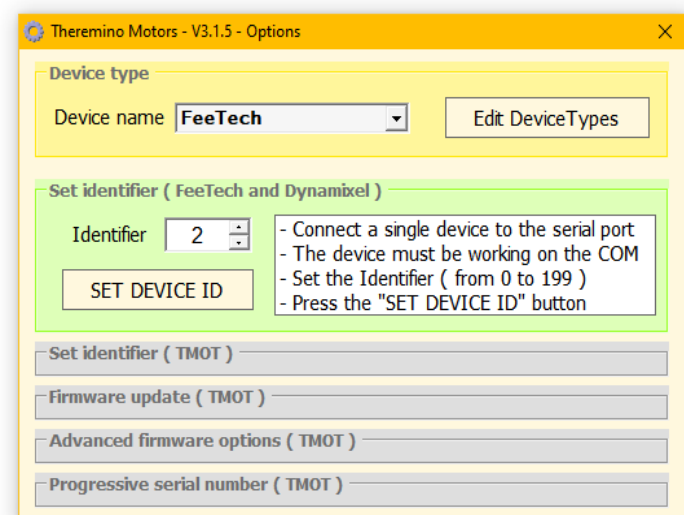 Theremino Motors - V3.1.5 - Options
Device type
Device name FeeTech Edit DeviceTypes
Set identifier ( FeeTech and Dynamixel )
Identifier 2
SET DEVICE ID
- Connect a single device to the serial port
- The device must be working on the COM
- Set the Identifier ( from 0 to 199 )
- Press the "SET DEVICE ID" button
Set identifier ( TMOT )
Firmware update ( TMOT )
Advanced firmware options ( TMOT )
Progressive serial number ( TMOT )